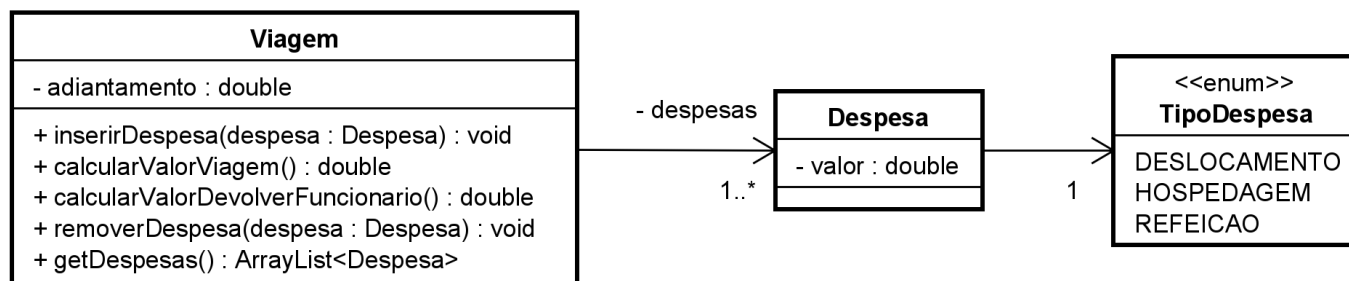 Viagem
- adiantamento : double
+ inserirDespesa(despesa : Despesa) : void
+ calcularValorViagem() : double
+ calcularValorDevolverFuncionario() : double
+ removerDespesa(despesa : Despesa) : void
+ getDespesas() : ArrayList<Despesa>
- despesas
1..*
Despesa
- valor : double
1
<<enum>>
TipoDespesa
DESLOCAMENTO
HOSPEDAGEM
REFEICAO